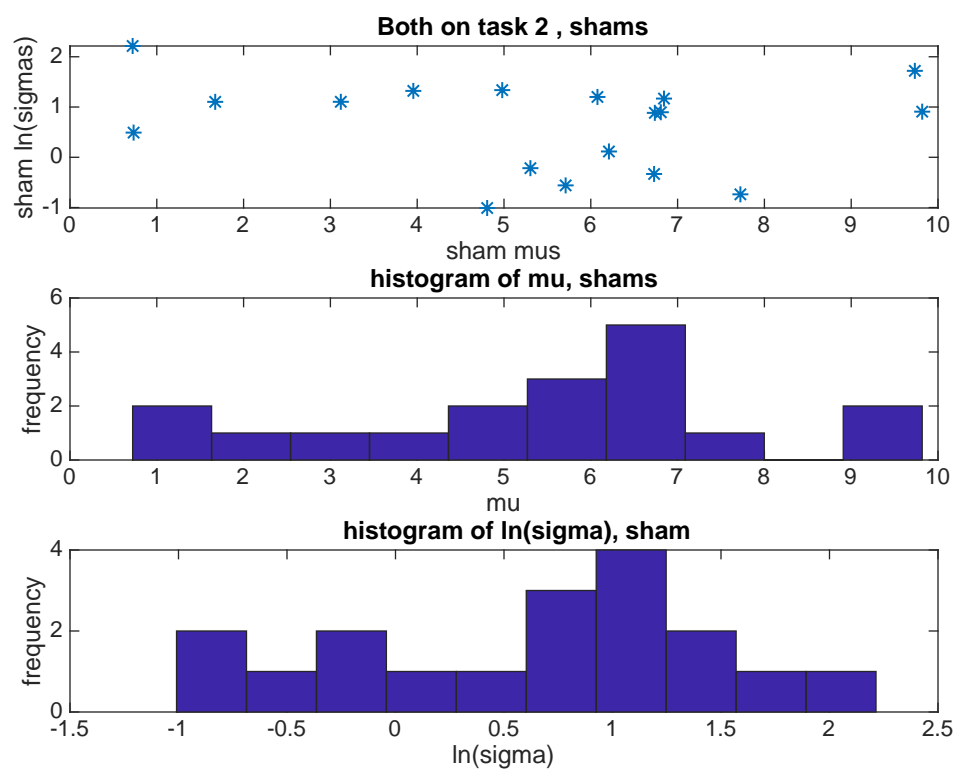 Both on task 2 , shams
sham ln(sigmas)
2
1
0
-1
0 1 2 3 4 5 6 7 8 9 10
sham mus
histogram of mu, shams
frequency
6
4
2
0
0 1 2 3 4 5 6 7 8 9 10
mu
histogram of ln(sigma), sham
frequency
4
2
0
-1.5 -1 -0.5 0 0.5 1 1.5 2 2.5
ln(sigma)